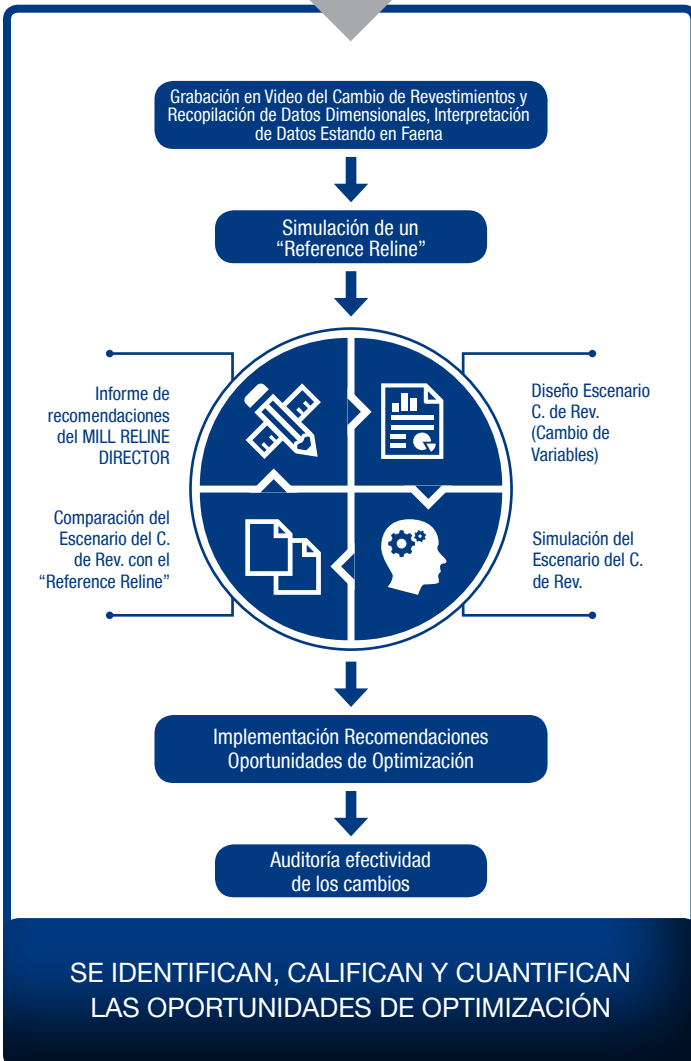 Grabación en Video del Cambio de Revestimientos y
Recopilación de Datos Dimensionales, Interpretación
de Datos Estando en Faena
Simulación de un
“Reference Reline”
Informe de
recomendaciones
del MILL RELINE
DIRECTOR
Diseño Escenario
C. de Rev.
(Cambio de
Variables)
Comparación del
Escenario del C.
de Rev. con el
“Reference Reline”
Simulación del
Escenario del C.
de Rev.
Implementación Recomendaciones
Oportunidades de Optimización
Auditoría efectividad
de los cambios
SE IDENTIFICAN, CALIFICAN Y CUANTIFICAN
LAS OPORTUNIDADES DE OPTIMIZACIÓN